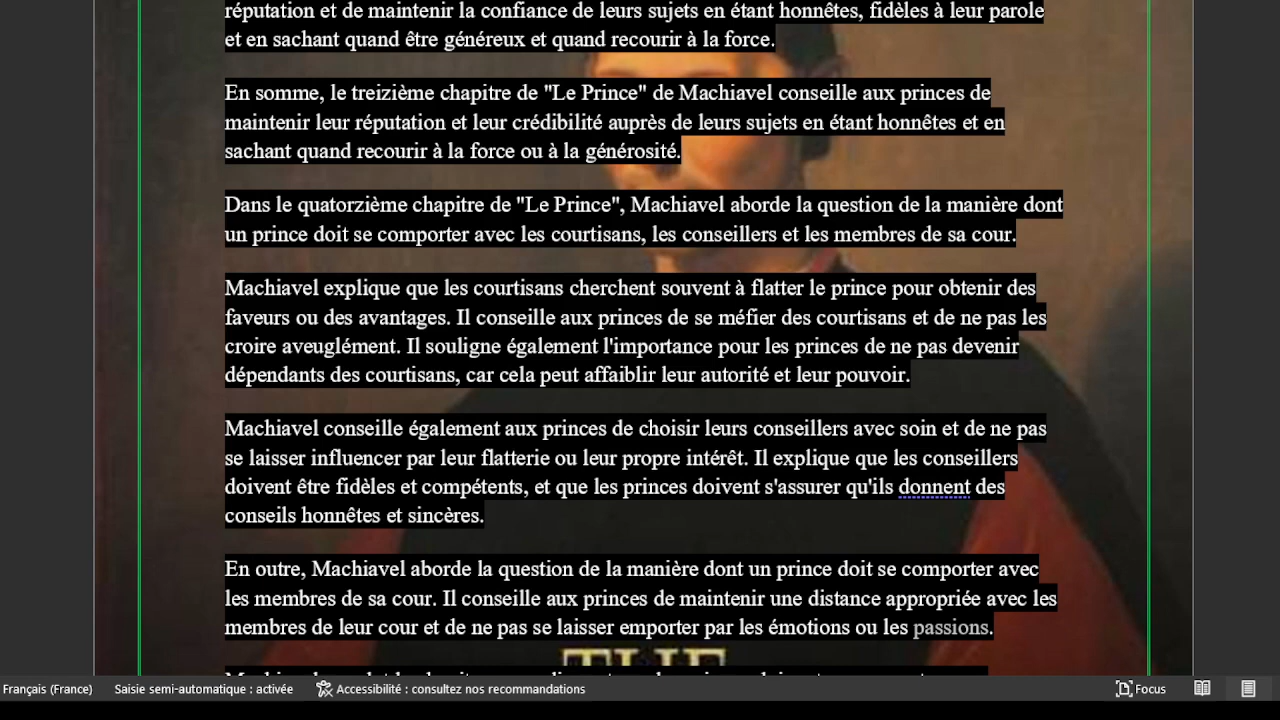 réputation et de maintenir la confiance de leurs sujets en étant honnêtes, fidèles à leur parole
et en sachant quand être généreux et quand recourir à la force.
En somme, le treizième chapitre de "Le Prince" de Machiavel conseille aux princes de
maintenir leur réputation et leur crédibilité auprès de leurs sujets en étant honnêtes et en
sachant quand recourir à la force ou à la générosité.
Dans le quatorzième chapitre de "Le Prince", Machiavel aborde la question de la manière dont
un prince doit se comporter avec les courtisans, les conseillers et les membres de sa cour.
Machiavel explique que les courtisans cherchent souvent à flatter le prince pour obtenir des
faveurs ou des avantages. Il conseille aux princes de se méfier des courtisans et de ne pas les
croire aveuglément. Il souligne également l'importance pour les princes de ne pas devenir
dépendants des courtisans, car cela peut affaiblir leur autorité et leur pouvoir.
Machiavel conseille également aux princes de choisir leurs conseillers avec soin et de ne pas
se laisser influencer par leur flatterie ou leur propre intérêt. Il explique que les conseillers
doivent être fidèles et compétents, et que les princes doivent s'assurer qu'ils donnent des
conseils honnêtes et sincères.
En outre, Machiavel aborde la question de la manière dont un prince doit se comporter avec
les membres de sa cour. Il conseille aux princes de maintenir une distance appropriée avec les
membres de leur cour et de ne pas se laisser emporter par les émotions ou les passions.
THE
Français (France) Saisie semi-automatique : activée Accessibilité : consultez nos recommandations Focus